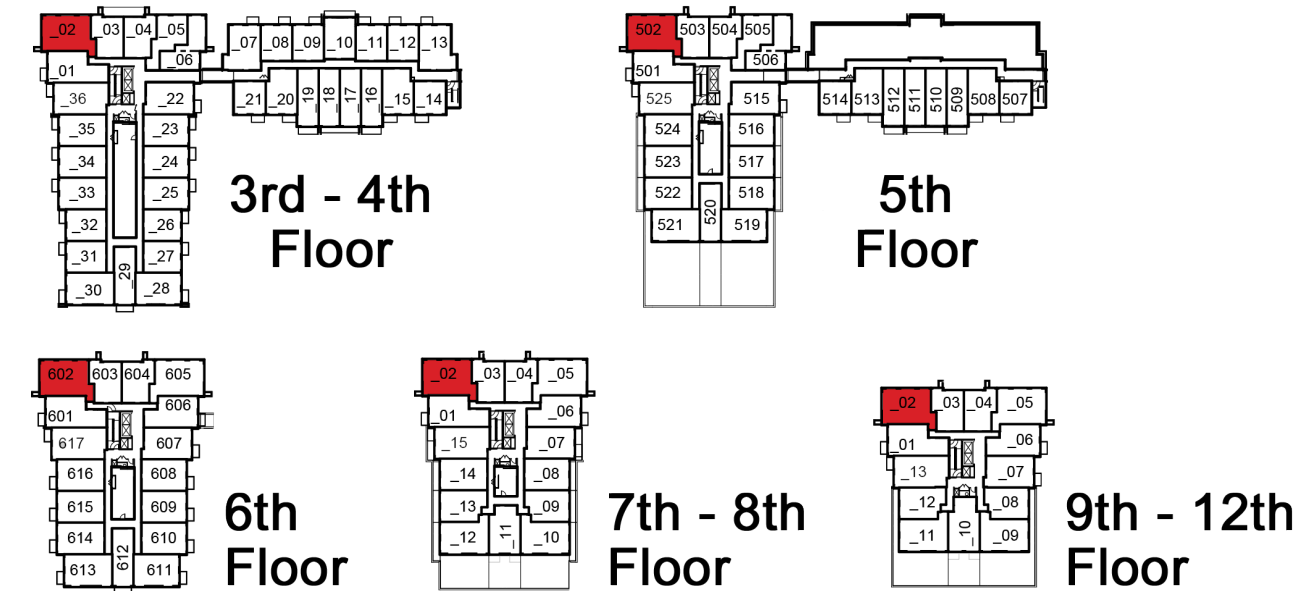 _02 _03 _04 _05
_06
_07 _08 _09 _10 _11 _12 _13
_01
_36
_22
_21 _20 19 18 17 16 _15 _14
_35 _23
_34 _24
_33 _25
_32 _26
_31 _27
_30 _29 _28
3rd - 4th
Floor
502 503 504 505
506
501
525 515
514 513 512 511 510 509 508 507
524 516
523 517
522 518
521 520 519
5th
Floor
602 603 604 605
601 606
617 607
616 608
615 609
614 610
613 612 611
6th
Floor
_02 _03 _04 _05
_01 _06
_15 _07
_14 _08
_13 _09
_12 _11 _10
7th - 8th
Floor
_02 _03 _04 _05
_01 _06
_13 _07
_12 _08
_11 _10 _09
9th - 12th
Floor